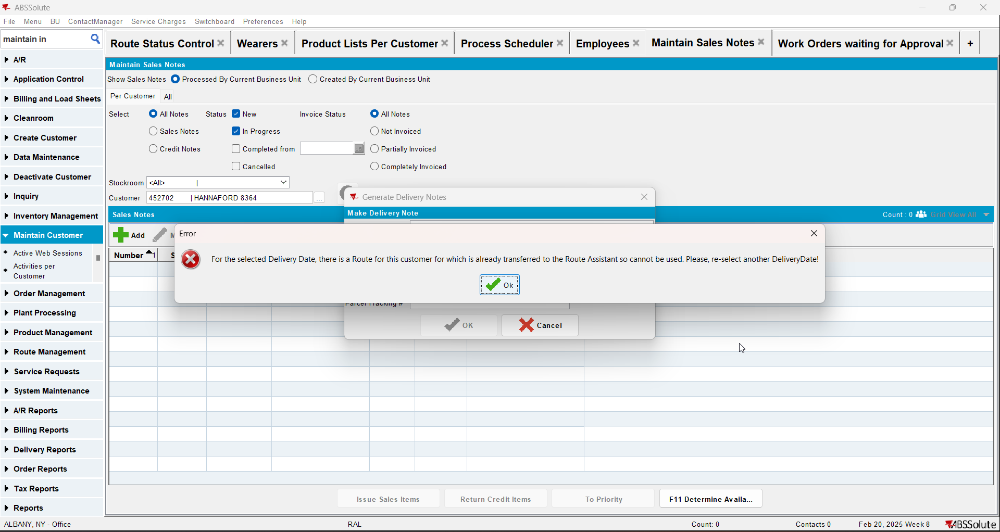 ABSSolute
File Menu BU ContactManager Service Charges Switchboard Preferences Help
maintain in
Route Status Control Wearers Product Lists Per Customer Process Scheduler Employees Maintain Sales Notes Work Orders waiting for Approval +
A/R
Application Control
Billing and Load Sheets
Cleanroom
Create Customer
Data Maintenance
Deactivate Customer
Inquiry
Inventory Management
Maintain Customer
Active Web Sessions
Activities per
Customer
Order Management
Plant Processing
Product Management
Route Management
Service Requests
System Maintenance
A/R Reports
Billing Reports
Delivery Reports
Order Reports
Tax Reports
Reports
Maintain Sales Notes
Show Sales Notes Processed By Current Business Unit Created By Current Business Unit
Per Customer All
Select All Notes Status New Invoice Status All Notes
Sales Notes In Progress Not Invoiced
Credit Notes Completed from 16 Partially Invoiced
Cancelled Completely Invoiced
Stockroom <All> |
Customer 452702 | HANNAFORD 8364 ...
Sales Notes Count : 0 Grid View All
Add
Number 1
Generate Delivery Notes
Make Delivery Note
Error
For the selected Delivery Date, there is a Route for this customer for which is already transferred to the Route Assistant so cannot be used. Please, re-select another DeliveryDate!
Ok
Parcel Tracking #
OK Cancel
Issue Sales Items Return Credit Items To Priority F11 Determine Availa...
ALBANY, NY - Office RAL Count: 0 Contacts 0 Feb 20, 2025 Week 8 ABSSolute